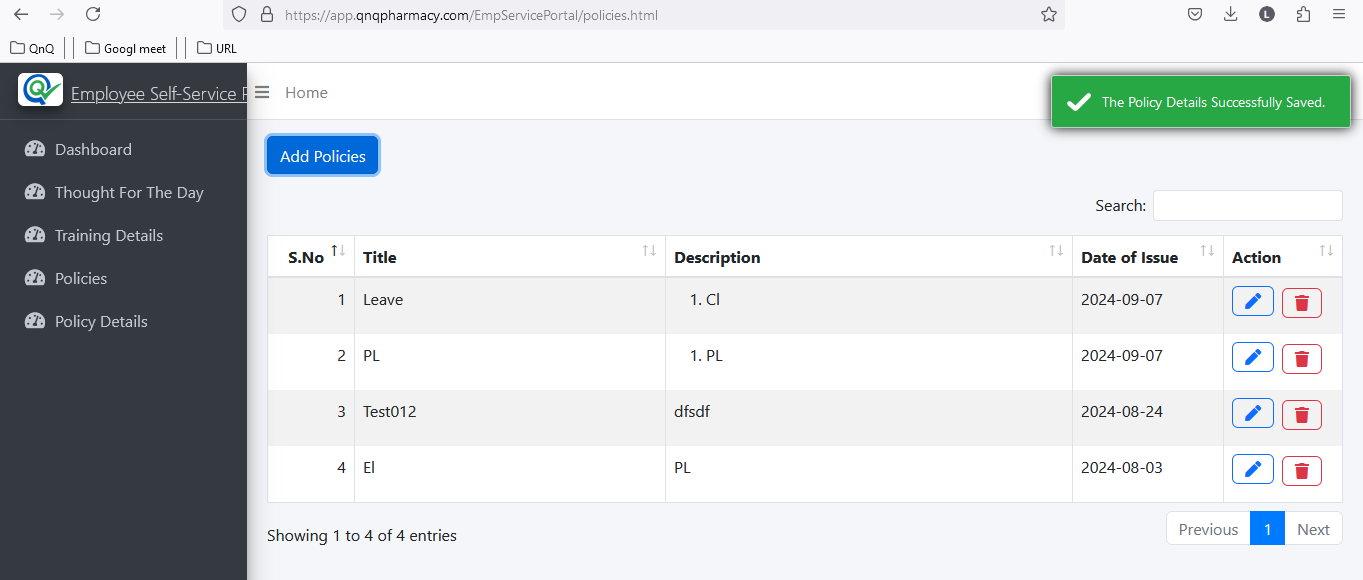 https://app.qnqpharmacy.com/EmpServicePortal/policies.html
L
QnQ Googl meet URL
Employee Self-Service P
Home
The Policy Details Successfully Saved.
Dashboard
Thought For The Day
Training Details
Policies
Policy Details
Add Policies
Search:
S.No Title Description Date of Issue Action
1 Leave 1. Cl 2024-09-07
2 PL 1. PL 2024-09-07
3 Test012 dfsdf 2024-08-24
4 El PL 2024-08-03
Showing 1 to 4 of 4 entries
Previous 1 Next